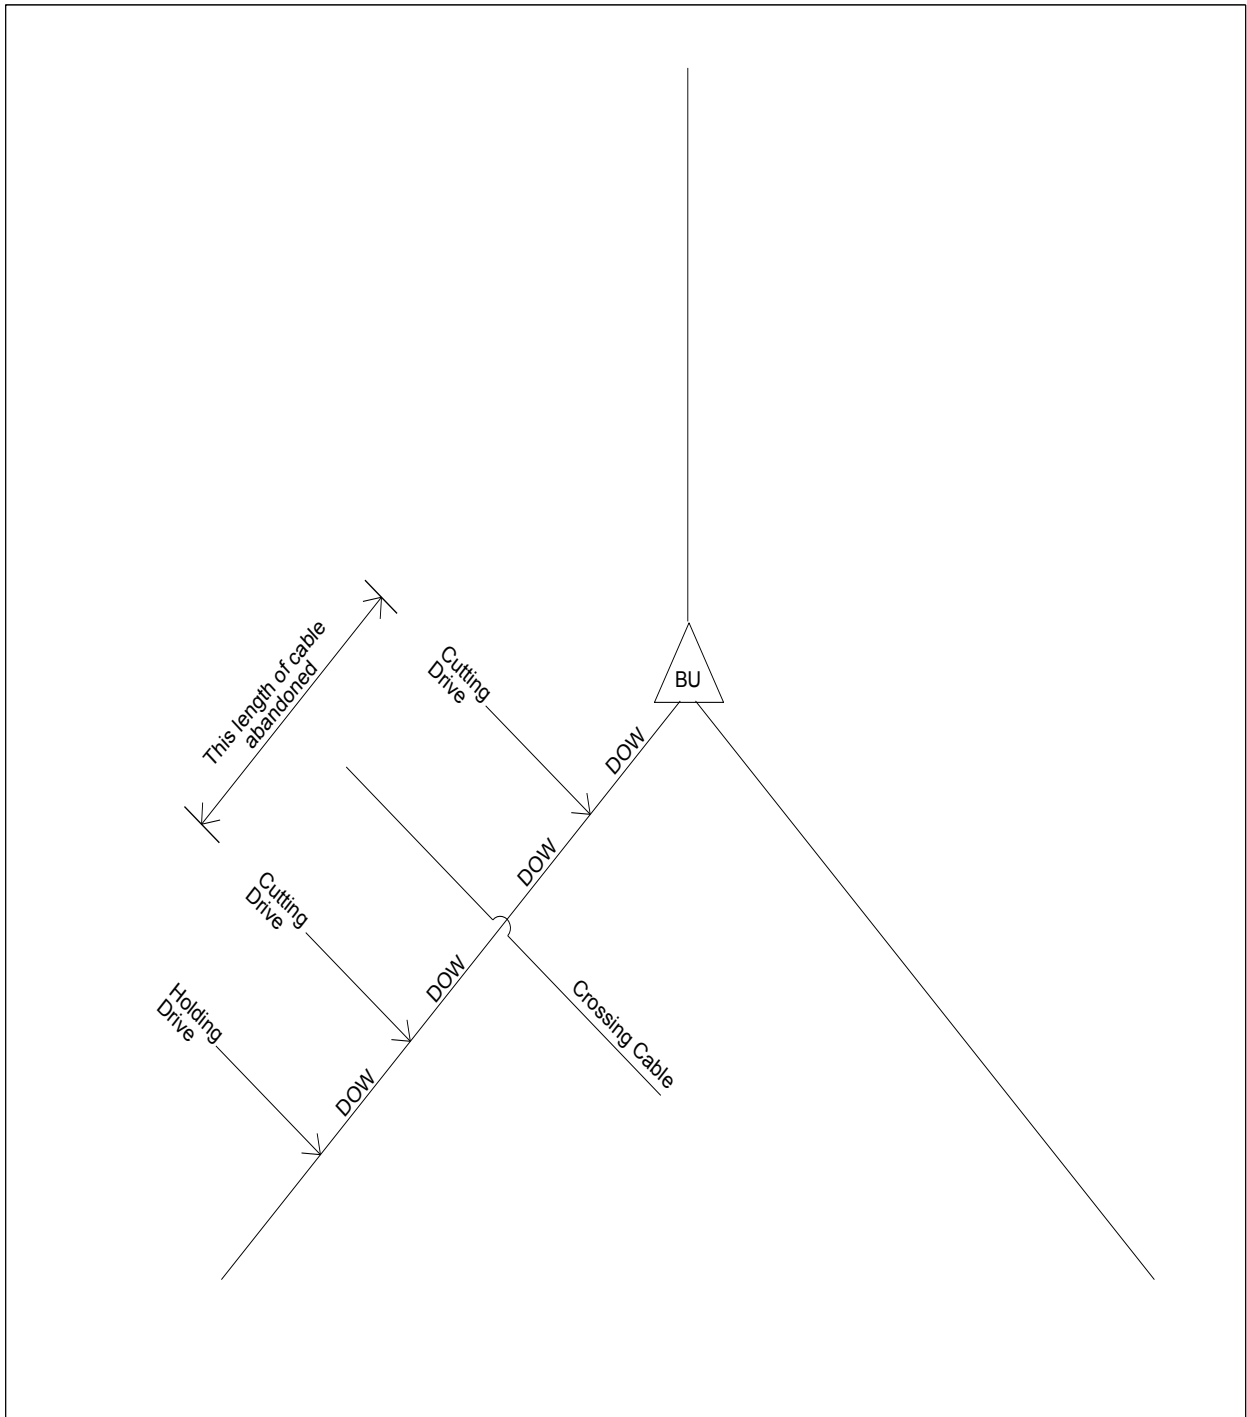 This length of cable
abandoned
Cutting
Drive
BU
DOW
DOW
Cutting
Drive
DOW
Crossing Cable
Holding
Drive
DOW